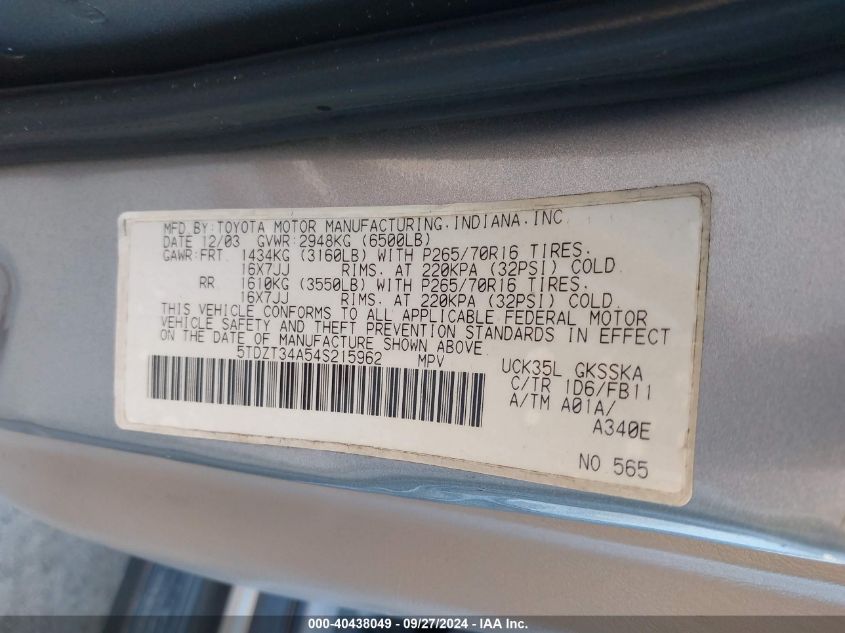 MFD.BY:TOYOTA MOTOR MANUFACTURING.INDIANA.INC
DATE 12/03 GVWR:2948KG (6500LB)
GAWR:FRT. 1434KG (3160LB) WITH P265/70R16 TIRES.
16X7JJ RIMS. AT 220KPA (32PSI) COLD.
RR 1610KG (3550LB) WITH P265/70R16 TIRES.
16X7JJ RIMS. AT 220KPA (32PSI) COLD.
THIS VEHICLE CONFORMS TO ALL APPLICABLE FEDERAL MOTOR
VEHICLE SAFETY AND THEFT PREVENTION STANDARDS IN EFFECT
ON THE DATE OF MANUFACTURE SHOWN ABOVE.
5TDZT34A54S215962 MPV
UCK35L GKSSKA
C/TR 1D6/FB11
A/TM A01A/
A340E
NO 565
000-40438049 - 09/27/2024 - IAA Inc.